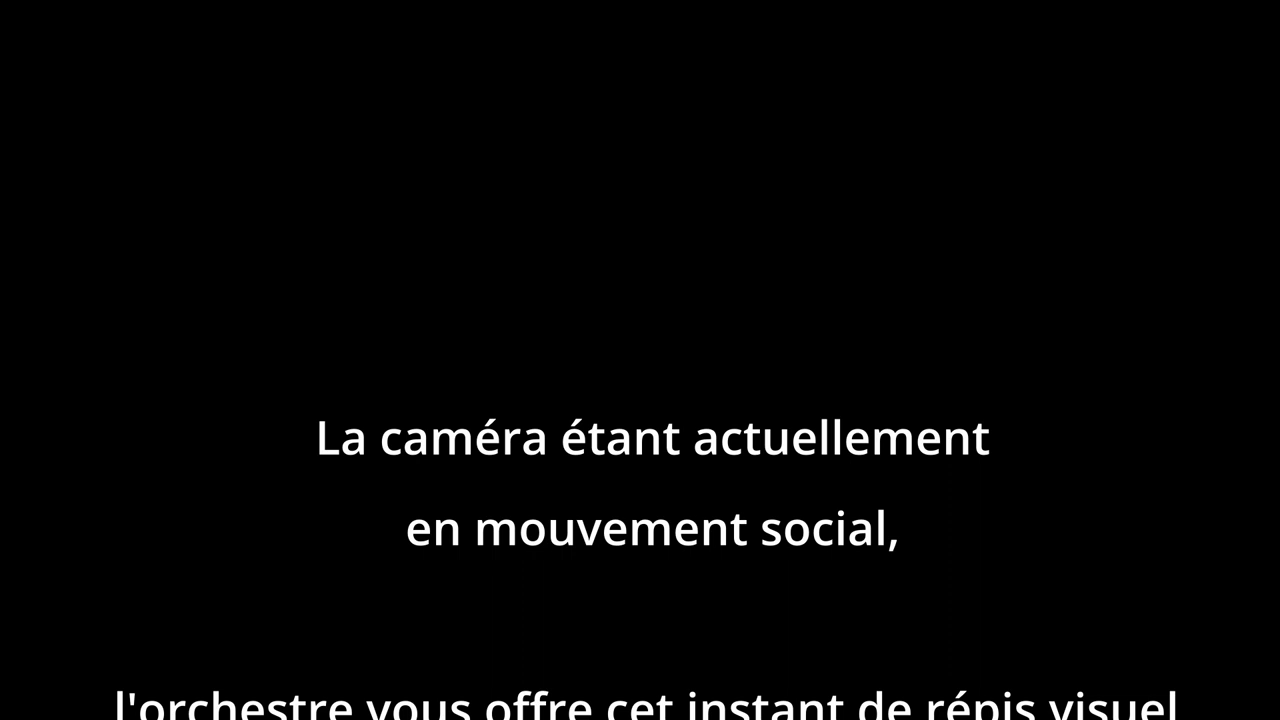 La caméra étant actuellement
en mouvement social,
l'orchestre vous offre cet instant de répis visuel